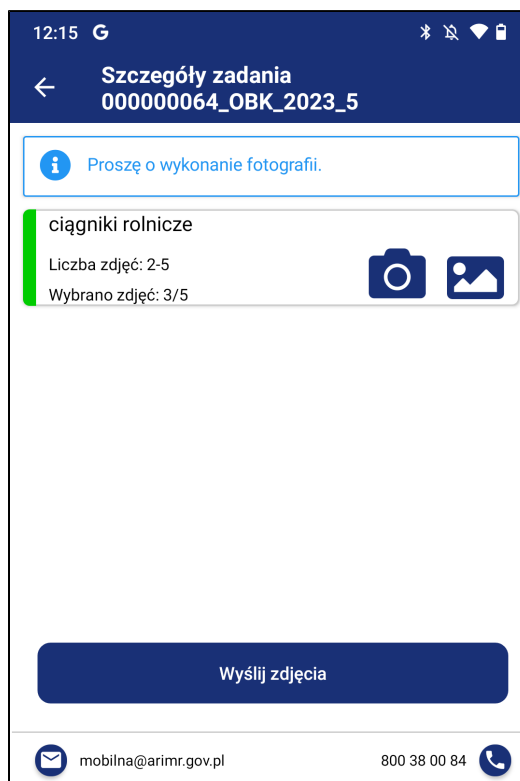 12:15 G
Szczegóły zadania
000000064_OBK_2023_5
Proszę o wykonanie fotografii.
ciągniki rolnicze
Liczba zdjęć: 2-5
Wybrano zdjęć: 3/5
Wyślij zdjęcia
mobilna@arimr.gov.pl 800 38 00 84